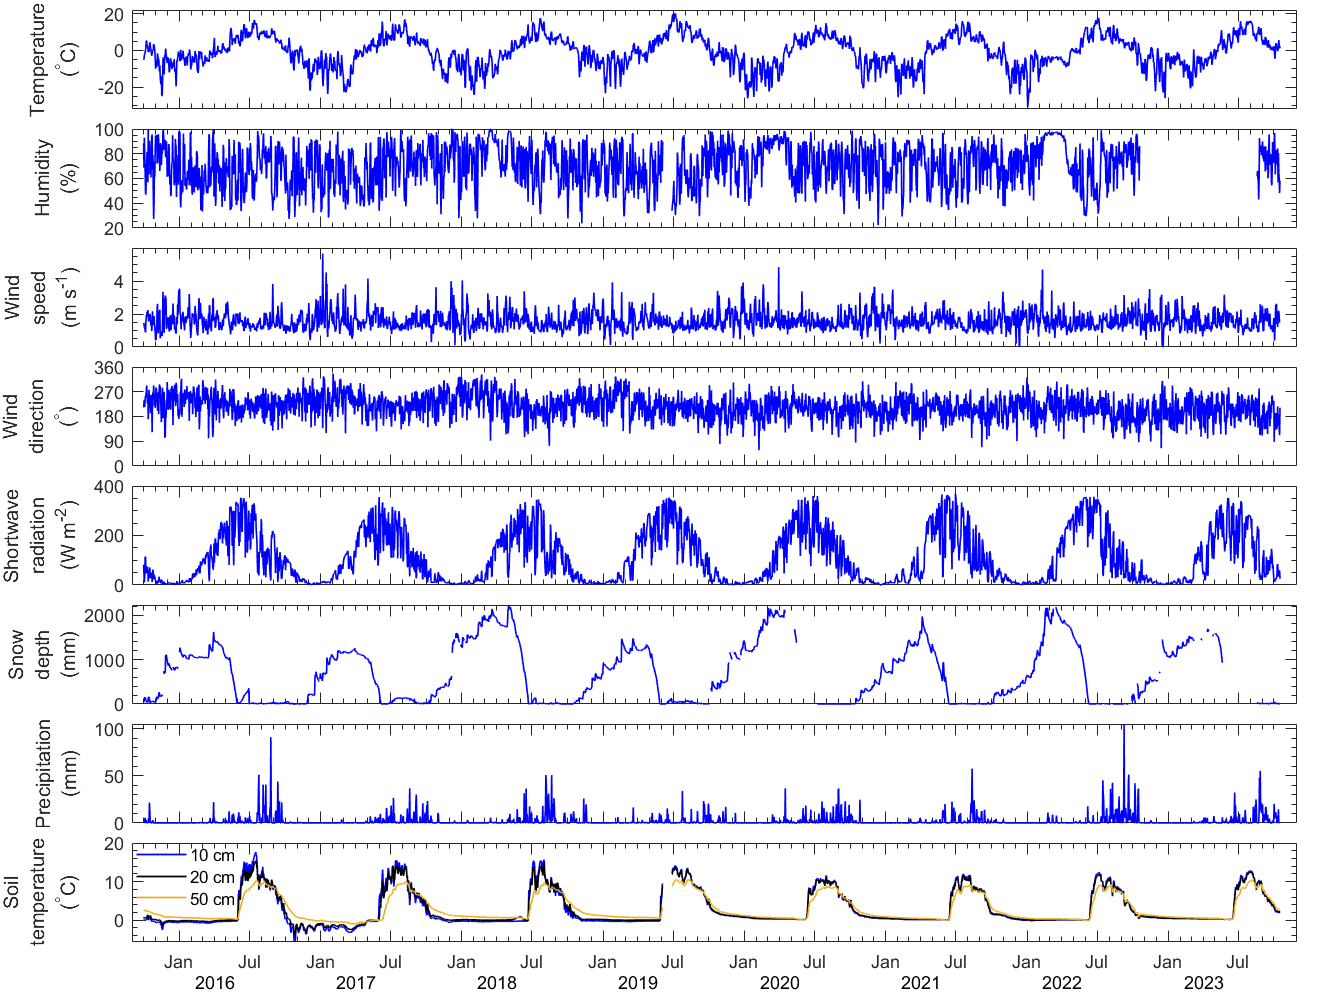 Temperature
(°C)
20
0
-20
Humidity
(%)
100
80
60
40
20
Wind
speed
(m s-1)
4
2
0
Wind
direction
(°)
360
270
180
90
0
Shortwave
radiation
(W m-2)
400
200
0
Snow
depth
(mm)
2000
1000
0
Precipitation
(mm)
100
50
0
Soil
temperature
(°C)
20
10
0
10 cm
20 cm
50 cm
Jan Jul Jan Jul Jan Jul Jan Jul Jan Jul Jan Jul Jan Jul Jan Jul
2016 2017 2018 2019 2020 2021 2022 2023